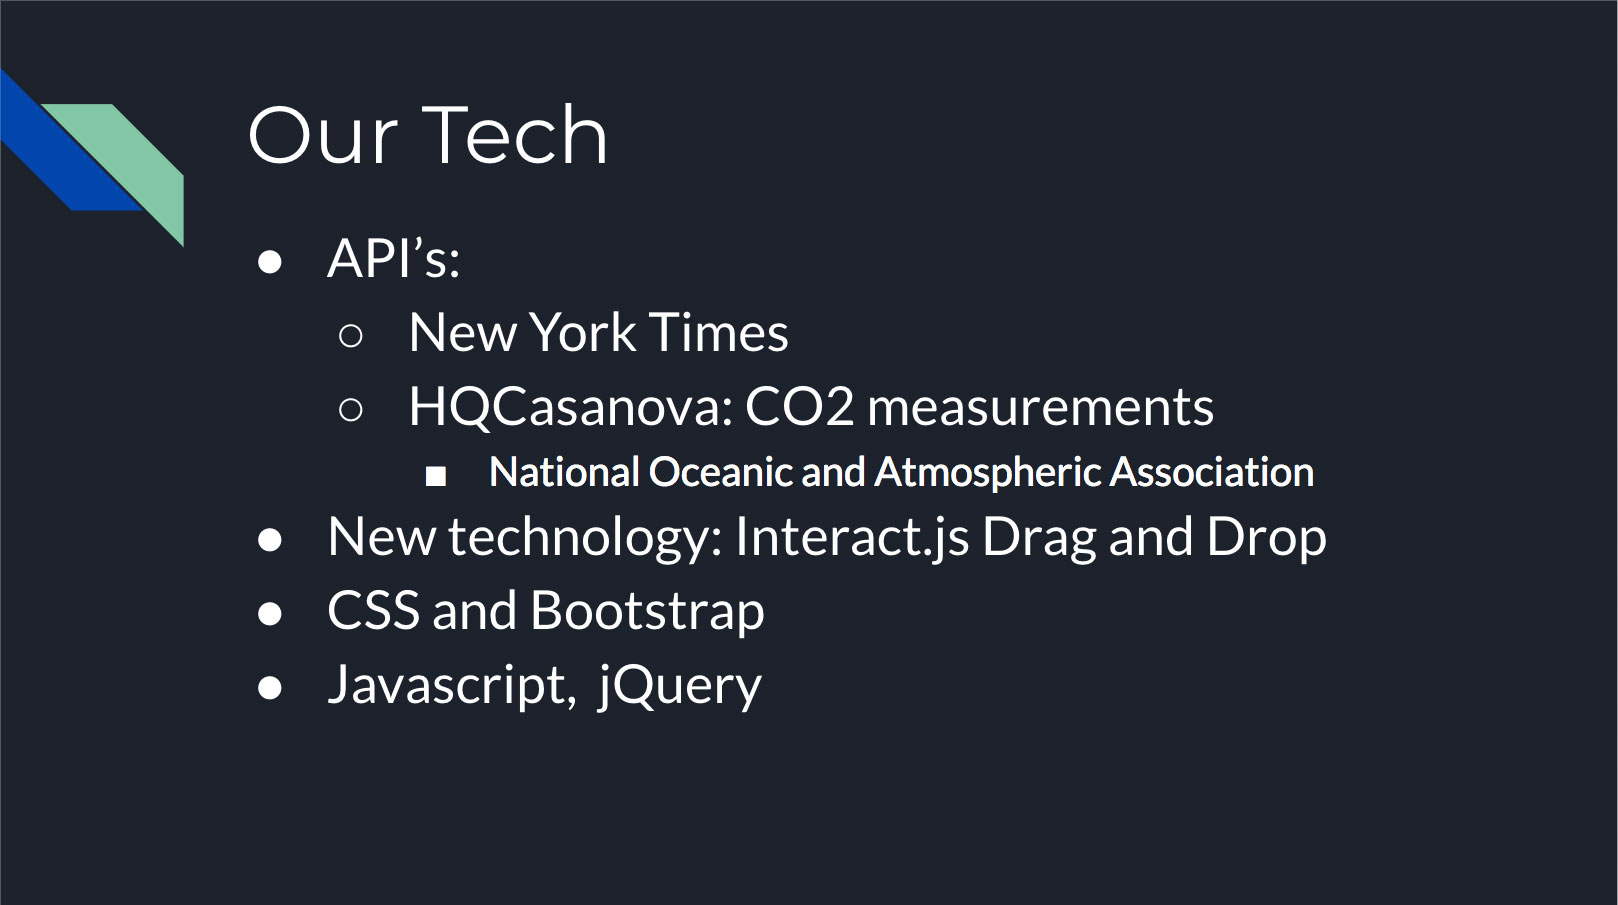 Our Tech
● API’s:
○ New York Times
○ HQCasanova: CO2 measurements
■ National Oceanic and Atmospheric Association
● New technology: Interact.js Drag and Drop
● CSS and Bootstrap
● Javascript, jQuery